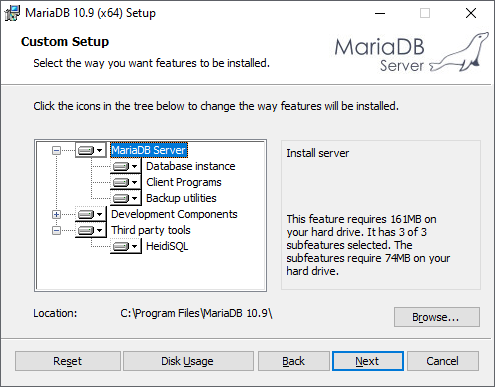 MariaDB 10.9 (x64) Setup
Custom Setup
Select the way you want features to be installed.
MariaDB
Server
Click the icons in the tree below to change the way features will be installed.
MariaDB Server
Database instance
Client Programs
Backup utilities
Development Components
Third party tools
HeidiSQL
Install server
This feature requires 161MB on
your hard drive. It has 3 of 3
subfeatures selected. The
subfeatures require 74MB on your
hard drive.
Location: C:\Program Files\MariaDB 10.9\
Browse...
Reset Disk Usage Back Next Cancel